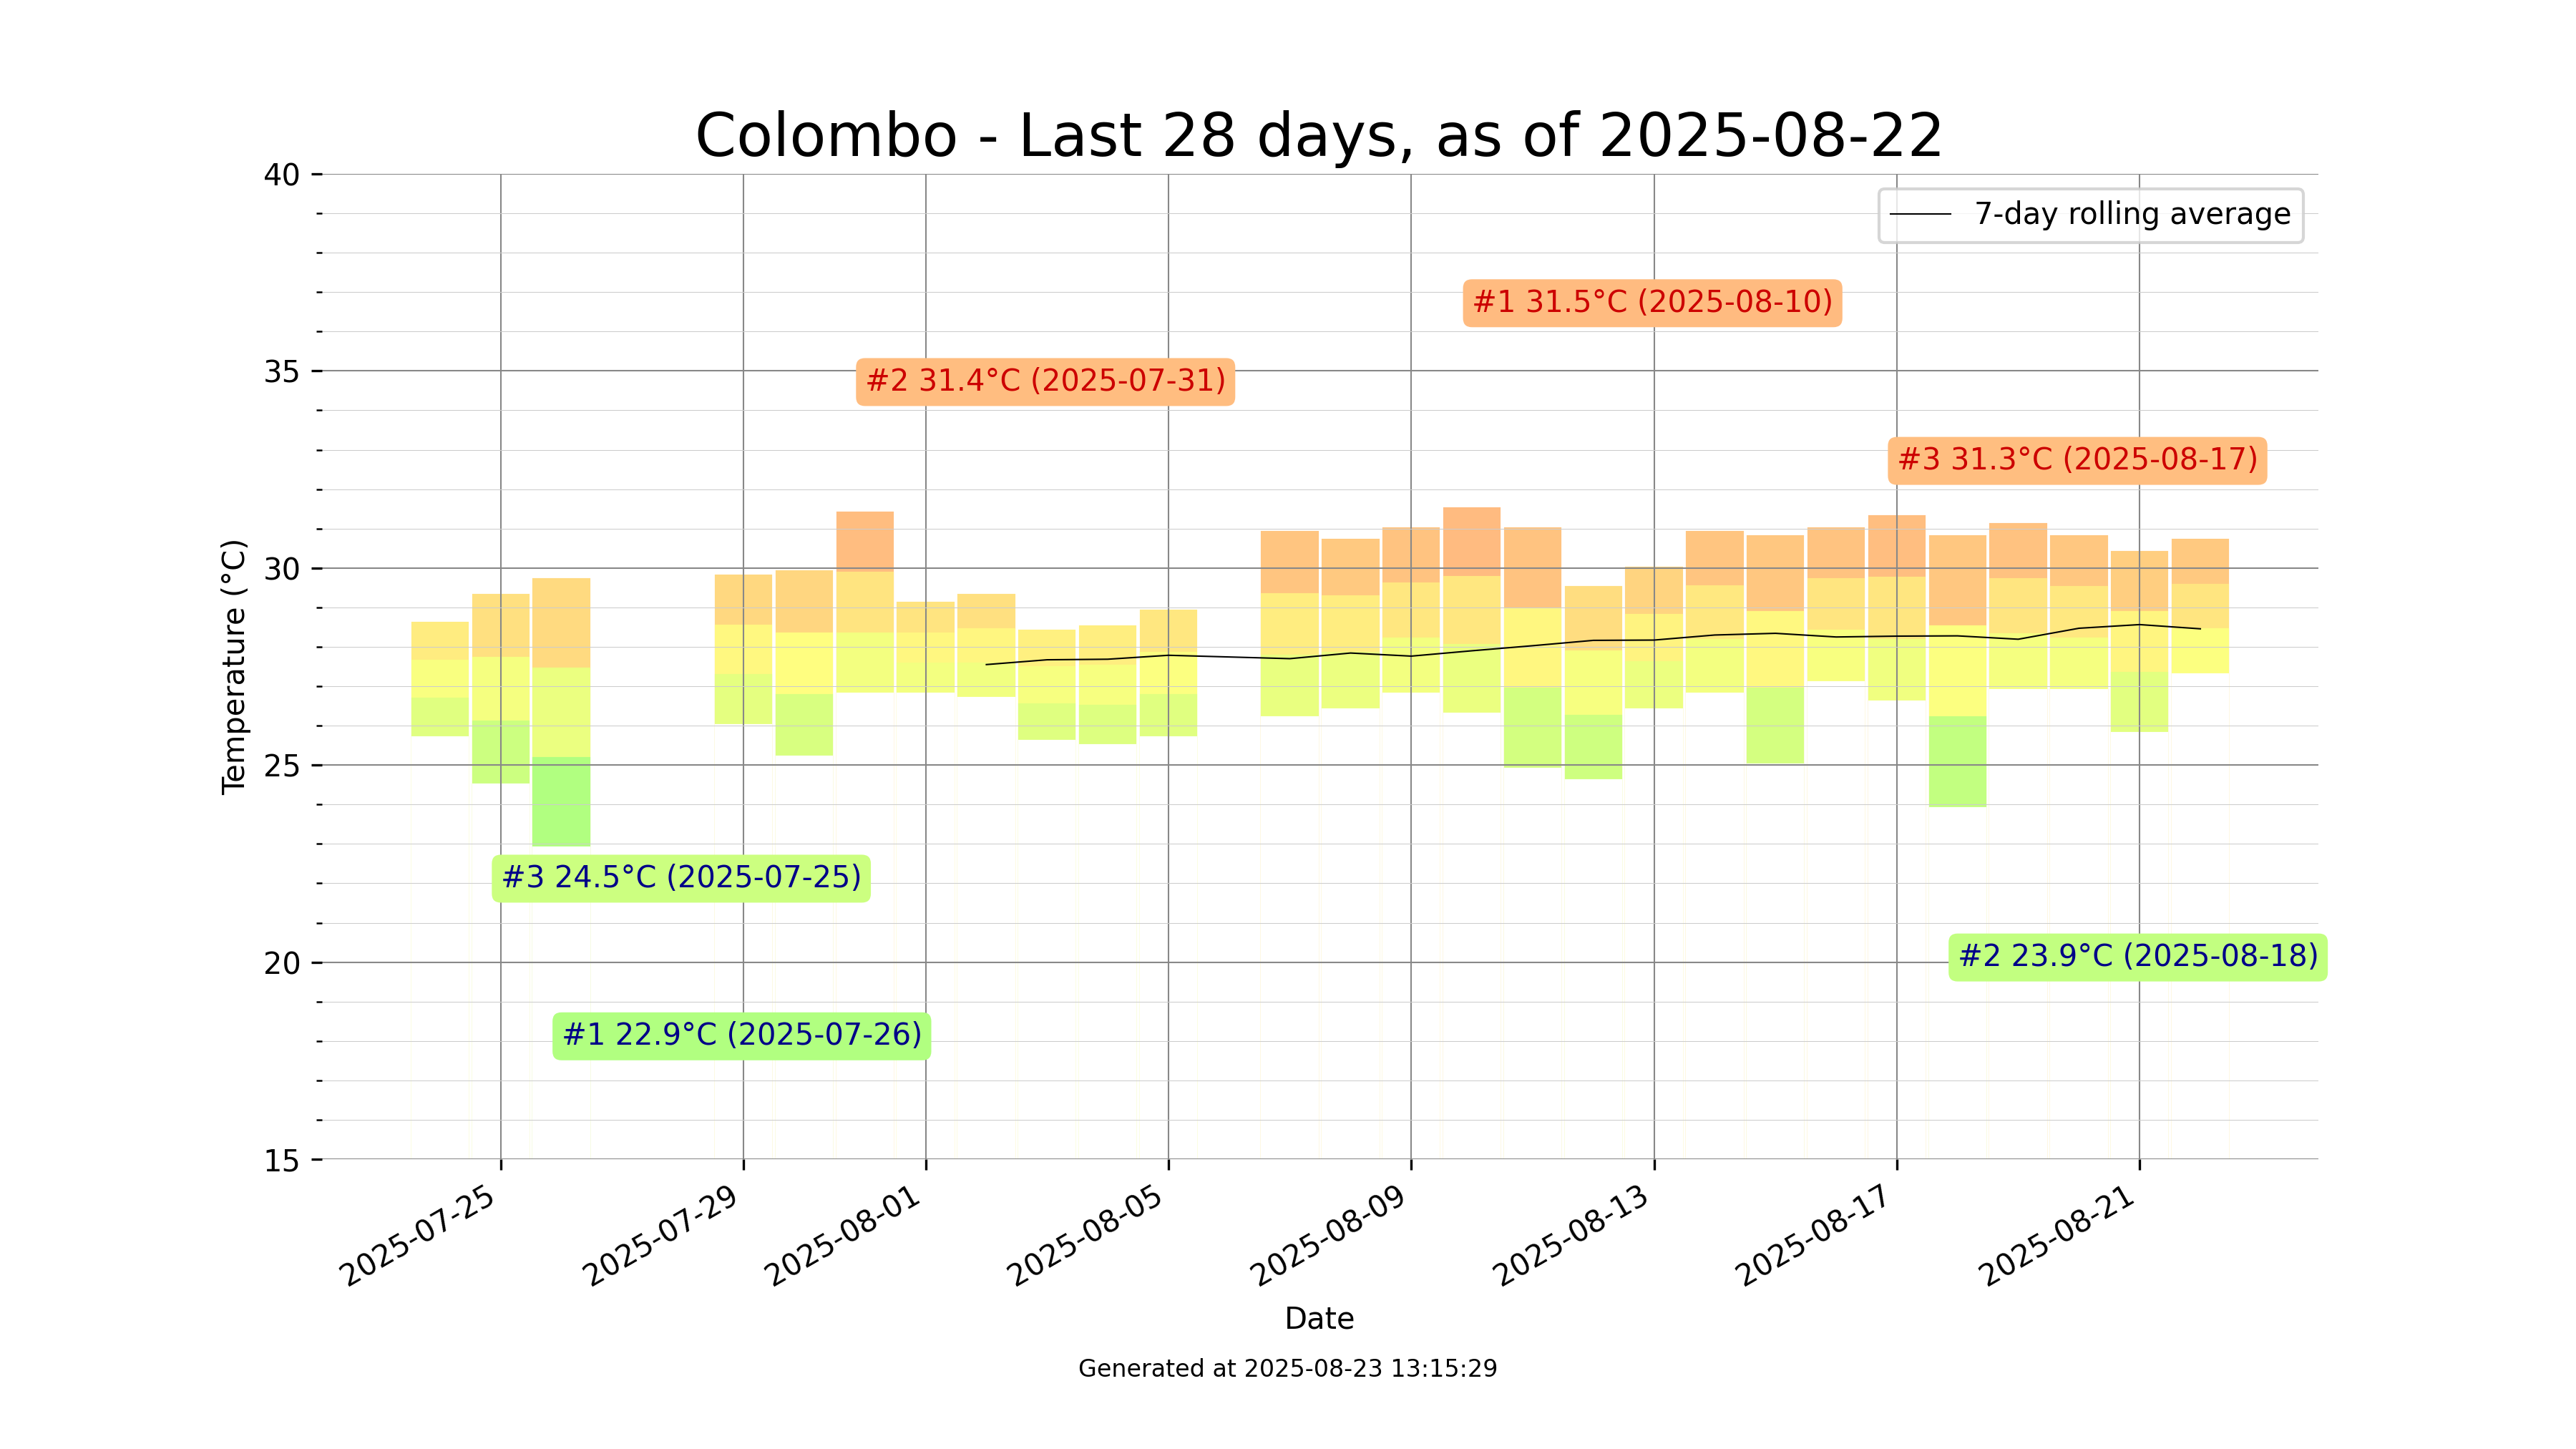 Colombo - Last 28 days, as of 2025-08-22
7-day rolling average
#1 31.5°C (2025-08-10)
#2 31.4°C (2025-07-31)
#3 31.3°C (2025-08-17)
#3 24.5°C (2025-07-25)
#2 23.9°C (2025-08-18)
#1 22.9°C (2025-07-26)
Temperature (°C)
40
35
30
25
20
15
2025-07-25
2025-07-29
2025-08-01
2025-08-05
2025-08-09
2025-08-13
2025-08-17
2025-08-21
Date
Generated at 2025-08-23 13:15:29